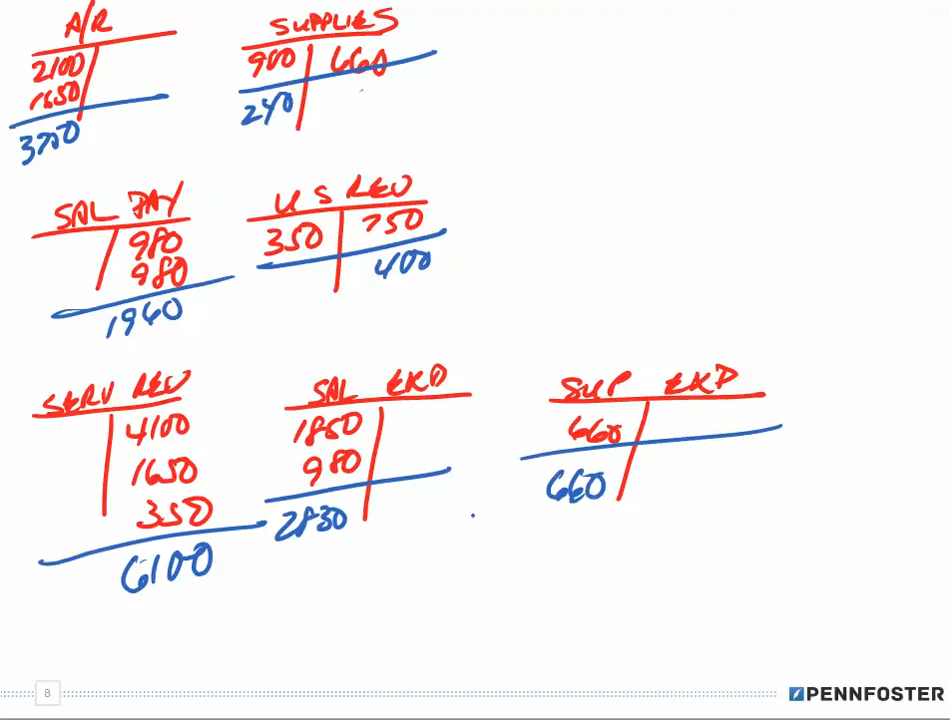 A/R
2100
1650
3750
SUPPLIES
900 660
240
SAL PAY
980
980
1960
U S REV
350 750
400
SERV REV
4100
1650
350
6100
SAL EXP
1850
980
2830
SUP EXP
660
660
8
PENNFOSTER